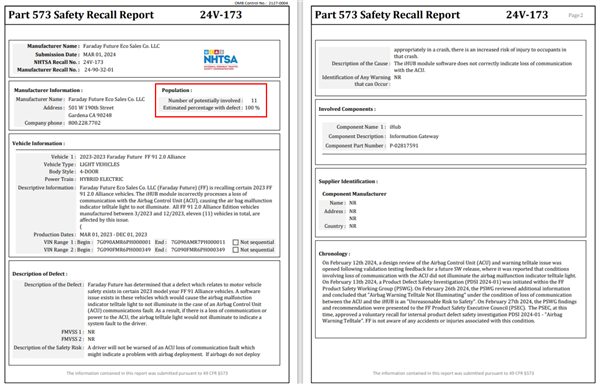 OMB Control No.: 2127-0004
Part 573 Safety Recall Report 24V-173
Manufacturer Name : Faraday Future Eco Sales Co. LLC
Submission Date : MAR 01, 2024
NHTSA Recall No. : 24V-173
Manufacturer Recall No. : 24-90-32-01
NHTSA
Manufacturer Information :
Manufacturer Name : Faraday Future Eco Sales Co. LLC
Address : 501 W 190th Street
Gardena CA 90248
Company phone : 800.228.7702
Population :
Number of potentially involved : 11
Estimated percentage with defect : 100 %
Vehicle Information :
Vehicle 1 : 2023-2023 Faraday Future FF 91 2.0 Alliance
Vehicle Type : LIGHT VEHICLES
Body Style : 4-DOOR
Power Train : HYBRID ELECTRIC
Descriptive Information : Faraday Future Eco Sales Co. LLC (Faraday Future) (FF) is recalling certain 2023 FF
91 2.0 Alliance vehicles. The iHUB module incorrectly processes a loss of
communication with the Airbag Control Unit (ACU), causing the air bag malfunction
indicator telltale light to not illuminate. All FF 91 2.0 Alliance Edition vehicles
manufactured between 3/2023 and 12/2023, eleven (11) vehicles in total, are
affected by this issue.
(
Production Dates : MAR 01, 2023 - DEC 01, 2023
VIN Range 1 : Begin : 7G90AMR6PH000001 End : 7G90AMR7PH000011 Not sequential
VIN Range 2 : Begin : 7G90FMR6PH000349 End : 7G90FMR6PH000349 Not sequential
Description of Defect :
Description of the Defect : Faraday Future has determined that a defect which relates to motor vehicle
safety exists in certain 2023 model year FF 91 Alliance vehicles. A software
issue exists in these vehicles which would cause the airbag malfunction
indicator telltale light to not illuminate in the case of an Airbag Control Unit
(ACU) communications fault. As a result, if there is a loss of communication or
power to the ACU, the airbag telltale light would not illuminate to indicate a
system fault to the driver.
FMVSS 1 : NR
FMVSS 2 : NR
Description of the Safety Risk : A driver will not be warned of an ACU loss of communication fault which
might indicate a problem with airbag deployment. If airbags do not deploy
The information contained in this report was submitted pursuant to 49 CFR §573
Part 573 Safety Recall Report 24V-173 Page 2
appropriately in a crash, there is an increased risk of injury to occupants in
that crash.
Description of the Cause : The iHUB module software does not correctly indicate loss of communication
with the ACU.
Identification of Any Warning NR
that can Occur :
Involved Components :
Component Name 1 : iHub
Component Description : Information Gateway
Component Part Number : P-02817591
Supplier Identification :
Component Manufacturer
Name : NR
Address : NR
NR
Country : NR
Chronology :
On February 12th 2024, a design review of the Airbag Control Unit (ACU) and warning telltale issue was
opened following validation testing feedback for a future SW release, where it was reported that conditions
involving loss of communication with the ACU did not illuminate the airbag malfunction indicator telltale light.
On February 13th 2024, a Product Defect Safety Investigation (PDSI 2024-01) was initiated within the FF
Product Safety Working Group (PSWG). On February 26th 2024, the PSWG reviewed additional information
and concluded that "Airbag Warning Telltale Not Illuminating" under the condition of loss of communication
between the ACU and the iHUB is an "Unreasonable Risk to Safety". On February 27th 2024, the PSWG findings
and recommendation were presented to the FF Product Safety Executive Council (PSEC). The PSEC, at this
time, approved a voluntary recall for internal product defect safety investigation PDSI 2024-01 - "Airbag
Warning Telltale". FF is not aware of any accidents or injuries associated with this condition.
The information contained in this report was submitted pursuant to 49 CFR §573